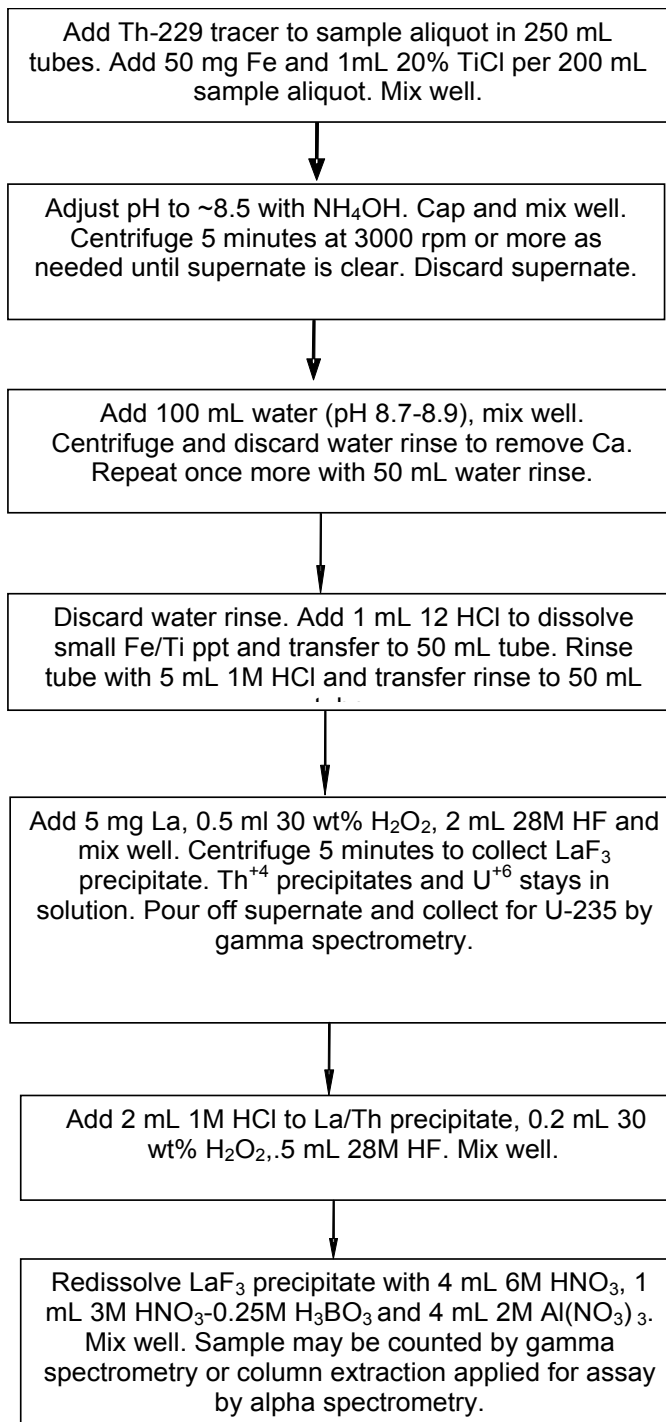 Add Th-229 tracer to sample aliquot in 250 mL
tubes. Add 50 mg Fe and 1mL 20% TiCl per 200 mL
sample aliquot. Mix well.
Adjust pH to ~8.5 with NH₄OH. Cap and mix well.
Centrifuge 5 minutes at 3000 rpm or more as
needed until supernate is clear. Discard supernate.
Add 100 mL water (pH 8.7-8.9), mix well.
Centrifuge and discard water rinse to remove Ca.
Repeat once more with 50 mL water rinse.
Discard water rinse. Add 1 mL 12 HCl to dissolve
small Fe/Ti ppt and transfer to 50 mL tube. Rinse
tube with 5 mL 1M HCl and transfer rinse to 50 mL
Add 5 mg La, 0.5 ml 30 wt% H₂O₂, 2 mL 28M HF and
mix well. Centrifuge 5 minutes to collect LaF₃
precipitate. Th⁺⁴ precipitates and U⁺⁶ stays in
solution. Pour off supernate and collect for U-235 by
gamma spectrometry.
Add 2 mL 1M HCl to La/Th precipitate, 0.2 mL 30
wt% H₂O₂,.5 mL 28M HF. Mix well.
Redissolve LaF₃ precipitate with 4 mL 6M HNO₃, 1
mL 3M HNO₃-0.25M H₃BO₃ and 4 mL 2M Al(NO₃)₃.
Mix well. Sample may be counted by gamma
spectrometry or column extraction applied for assay
by alpha spectrometry.